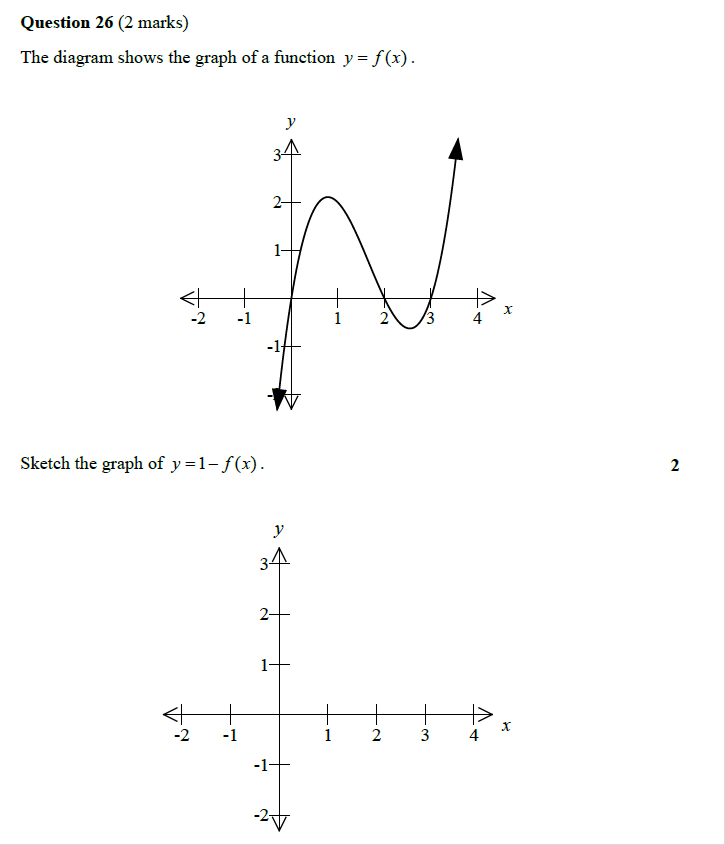 Question 26 (2 marks)
The diagram shows the graph of a function y = f(x).
y
3
2
1
-2 -1 1 2 3 4 x
-1
Sketch the graph of y = 1 – f(x). 2
y
3
2
1
-2 -1 1 2 3 4 x
-1
-2